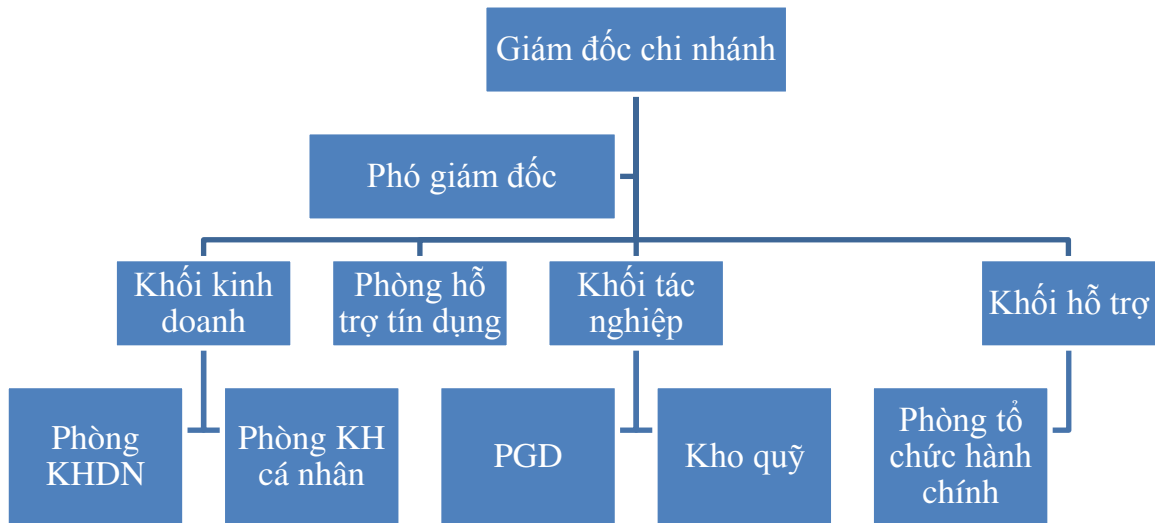 Giám đốc chi nhánh
Phó giám đốc
Khối kinh
doanh
Phòng hỗ
trợ tín dụng
Khối tác
nghiệp
Khối hỗ trợ
Phòng
KHDN
Phòng KH
cá nhân
PGD
Kho quỹ
Phòng tổ
chức hành
chính